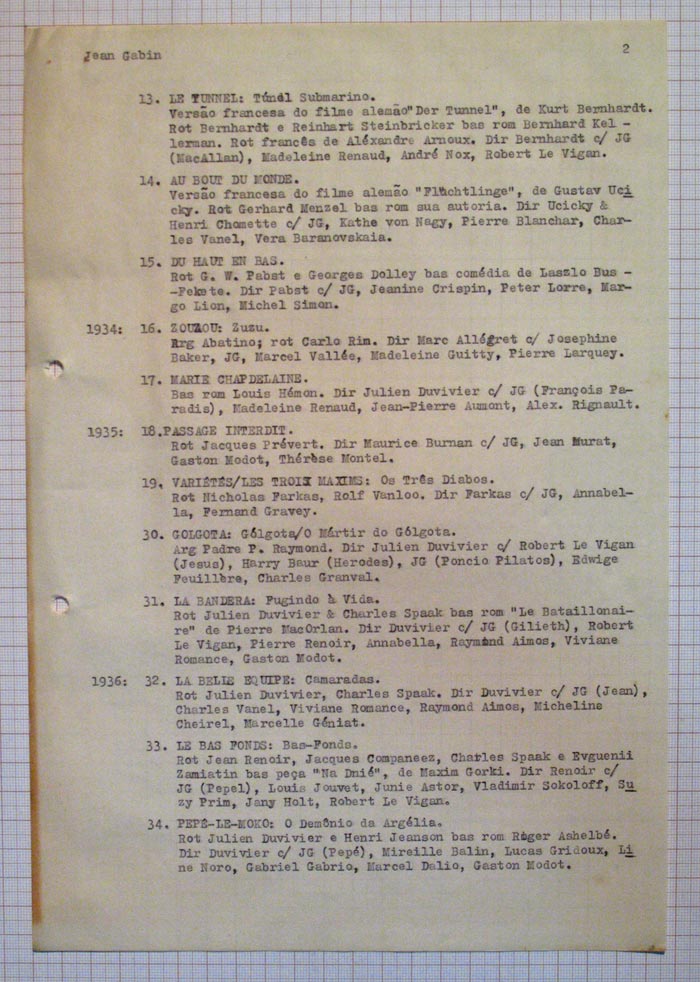 Jean Gabin 2
13. LE TUNNEL: Túnel Submarino.
Versão francesa do filme alemão"Der Tunnel", de Kurt Bernhardt.
Rot Bernhardt e Reinhart Steinbricker bas rom Bernhard Kel -
lerman. Rot francês de Aléxandre Arnoux. Dir Bernhardt c/ JG
(MacAllan), Madeleine Renaud, André Nox, Robert Le Vigan.
14. AU BOUT DU MONDE.
Versão francesa do filme alemão "Flüchtlinge", de Gustav Uci
cky. Rot Gerhard Menzel bas rom sua autoria. Dir Ucicky &
Henri Chomette c/ JG, Kathe von Nagy, Pierre Blanchar, Char-
les Vanel, Vera Baranovskaia.
15. DU HAUT EN BAS.
Rot G. W. Pabst e Georges Dolley bas comédia de Laszlo Bus -
-Fekete. Dir Pabst c/ JG, Jeanine Crispin, Peter Lorre, Mar-
go Lion, Michel Simon.
1934: 16. ZOUZOU: Zuzu.
Arg Abatino; rot Carlo Rim. Dir Marc Allégret c/ Josephine
Baker, JG, Marcel Vallée, Madeleine Guitty, Pierre Larquey.
17. MARIE CHAPDELAINE.
Bas rom Louis Hémon. Dir Julien Duvivier c/ JG (François Pa-
radis), Madeleine Renaud, Jean-Pierre Aumont, Alex. Rignault.
1935: 18.PASSAGE INTERDIT.
Rot Jacques Prévert. Dir Maurice Burnan c/ JG, Jean Murat,
Gaston Modot, Thérèse Montel.
19. VARIÉTÉS/LES TROIX MAXIMS: Os Três Diabos.
Rot Nicholas Farkas, Rolf Vanloo. Dir Farkas c/ JG, Annabel-
la, Fernand Gravey.
30. GOLGOTA: Gólgota/O Mártir do Gólgota.
Arg Padre P. Raymond. Dir Julien Duvivier c/ Robert Le Vigan
(Jesus), Harry Baur (Herodes), JG (Poncio Pilatos), Edwige
Feuillère, Charles Granval.
31. LA BANDERA: Fugindo à Vida.
Rot Julien Duvivier & Charles Spaak bas rom "Le Bataillonai-
re" de Pierre MacOrlan. Dir Duvivier c/ JG (Gilieth), Robert
Le Vigan, Pierre Renoir, Annabella, Raymond Aimos, Viviane
Romance, Gaston Modot.
1936: 32. LA BELLE EQUIPE: Camaradas.
Rot Julien Duvivier, Charles Spaak. Dir Duvivier c/ JG (Jean),
Charles Vanel, Viviane Romance, Raymond Aimos, Micheline
Cheirel, Marcelle Géniat.
33. LE BAS FONDS: Bas-Fonds.
Rot Jean Renoir, Jacques Companeez, Charles Spaak e Evguenii
Zamiatin bas peça "Na Dnié", de Maxim Gorki. Dir Renoir c/
JG (Pepel), Louis Jouvet, Junie Astor, Vladimir Sokoloff, Su
zy Prim, Jany Holt, Robert Le Vigan.
34. PEPÉ-LE-MOKO: O Demônio da Argélia.
Rot Julien Duvivier e Henri Jeanson bas rom Roger Ashelbé.
Dir Duvivier c/ JG (Pepé), Mireille Balin, Lucas Gridoux, Li
ne Noro, Gabriel Gabrio, Marcel Dalio, Gaston Modot.